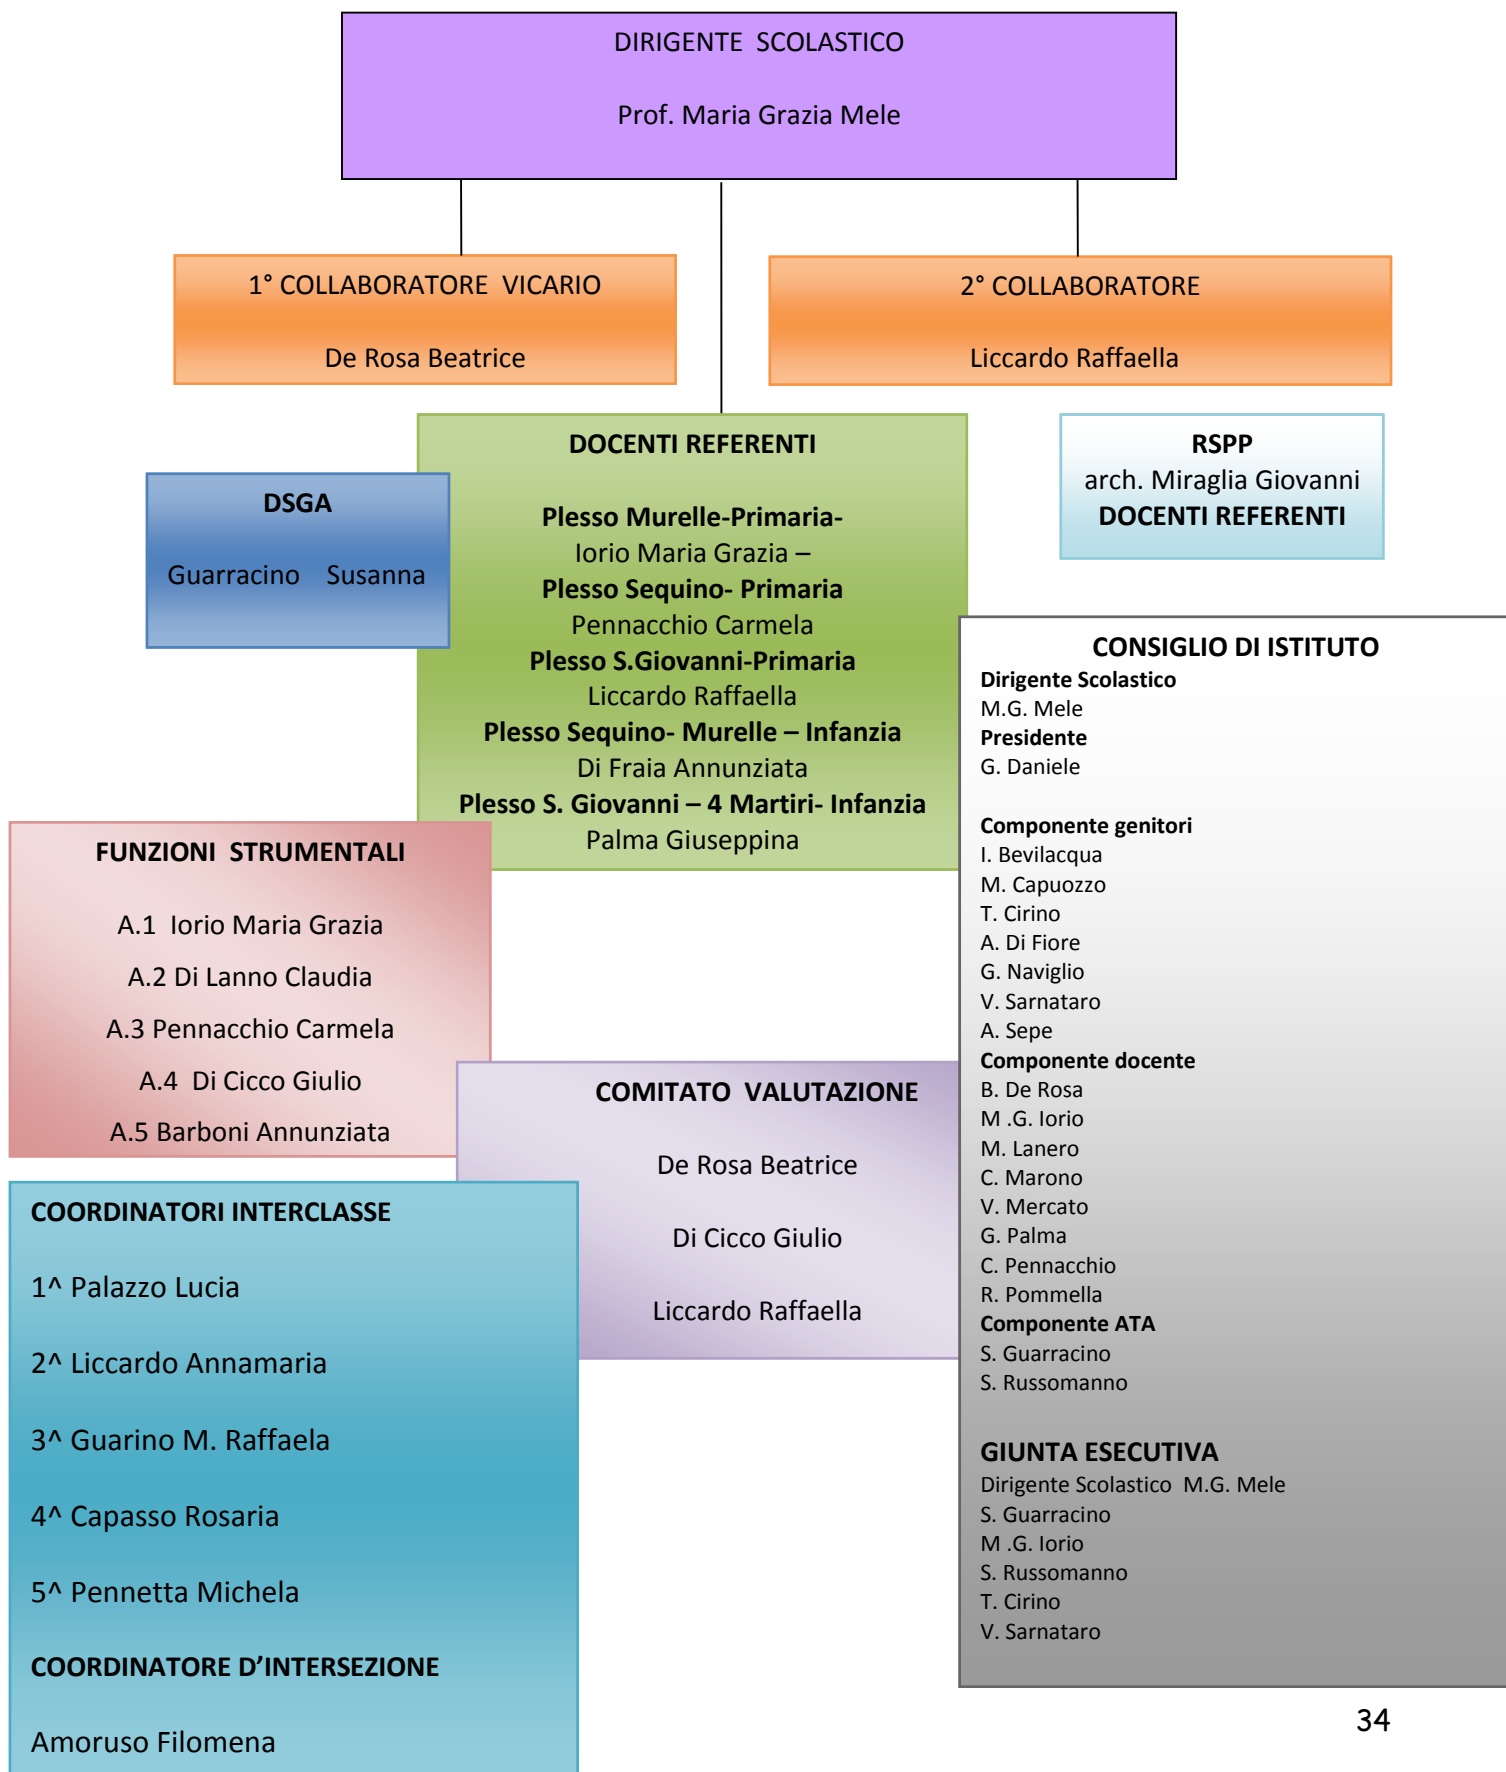 DIRIGENTE SCOLASTICO
Prof. Maria Grazia Mele
1° COLLABORATORE VICARIO
De Rosa Beatrice
2° COLLABORATORE
Liccardo Raffaella
DOCENTI REFERENTI
Plesso Murelle-Primaria-
Iorio Maria Grazia –
Plesso Sequino- Primaria
Pennacchio Carmela
Plesso S.Giovanni-Primaria
Liccardo Raffaella
Plesso Sequino- Murelle – Infanzia
Di Fraia Annunziata
Plesso S. Giovanni – 4 Martiri- Infanzia
Palma Giuseppina
RSPP
arch. Miraglia Giovanni
DOCENTI REFERENTI
DSGA
Guarracino Susanna
CONSIGLIO DI ISTITUTO
Dirigente Scolastico
M.G. Mele
Presidente
G. Daniele
Componente genitori
I. Bevilacqua
M. Capuozzo
T. Cirino
A. Di Fiore
G. Naviglio
V. Sarnataro
A. Sepe
Componente docente
B. De Rosa
M .G. Iorio
M. Lanero
C. Marono
V. Mercato
G. Palma
C. Pennacchio
R. Pommella
Componente ATA
S. Guarracino
S. Russomanno
GIUNTA ESECUTIVA
Dirigente Scolastico M.G. Mele
S. Guarracino
M .G. Iorio
S. Russomanno
T. Cirino
V. Sarnataro
FUNZIONI STRUMENTALI
A.1 Iorio Maria Grazia
A.2 Di Lanno Claudia
A.3 Pennacchio Carmela
A.4 Di Cicco Giulio
A.5 Barboni Annunziata
COMITATO VALUTAZIONE
De Rosa Beatrice
Di Cicco Giulio
Liccardo Raffaella
COORDINATORI INTERCLASSE
1^ Palazzo Lucia
2^ Liccardo Annamaria
3^ Guarino M. Raffaela
4^ Capasso Rosaria
5^ Pennetta Michela
COORDINATORE D’INTERSEZIONE
Amoruso Filomena
34